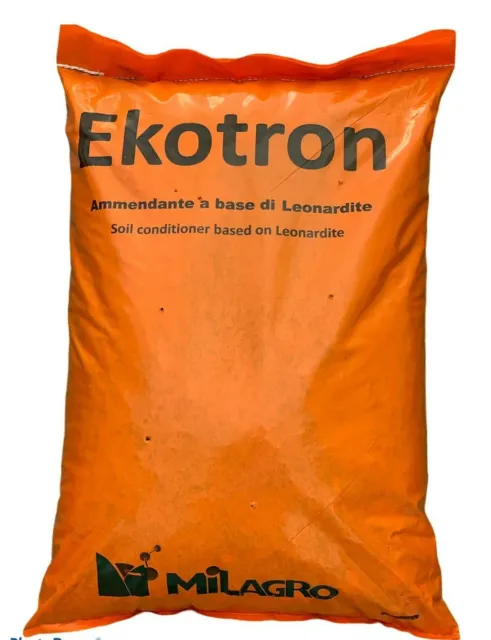 Ekotron
Ammendante a base di Leonardite
Soil conditioner based on Leonardite
MiLAGRO